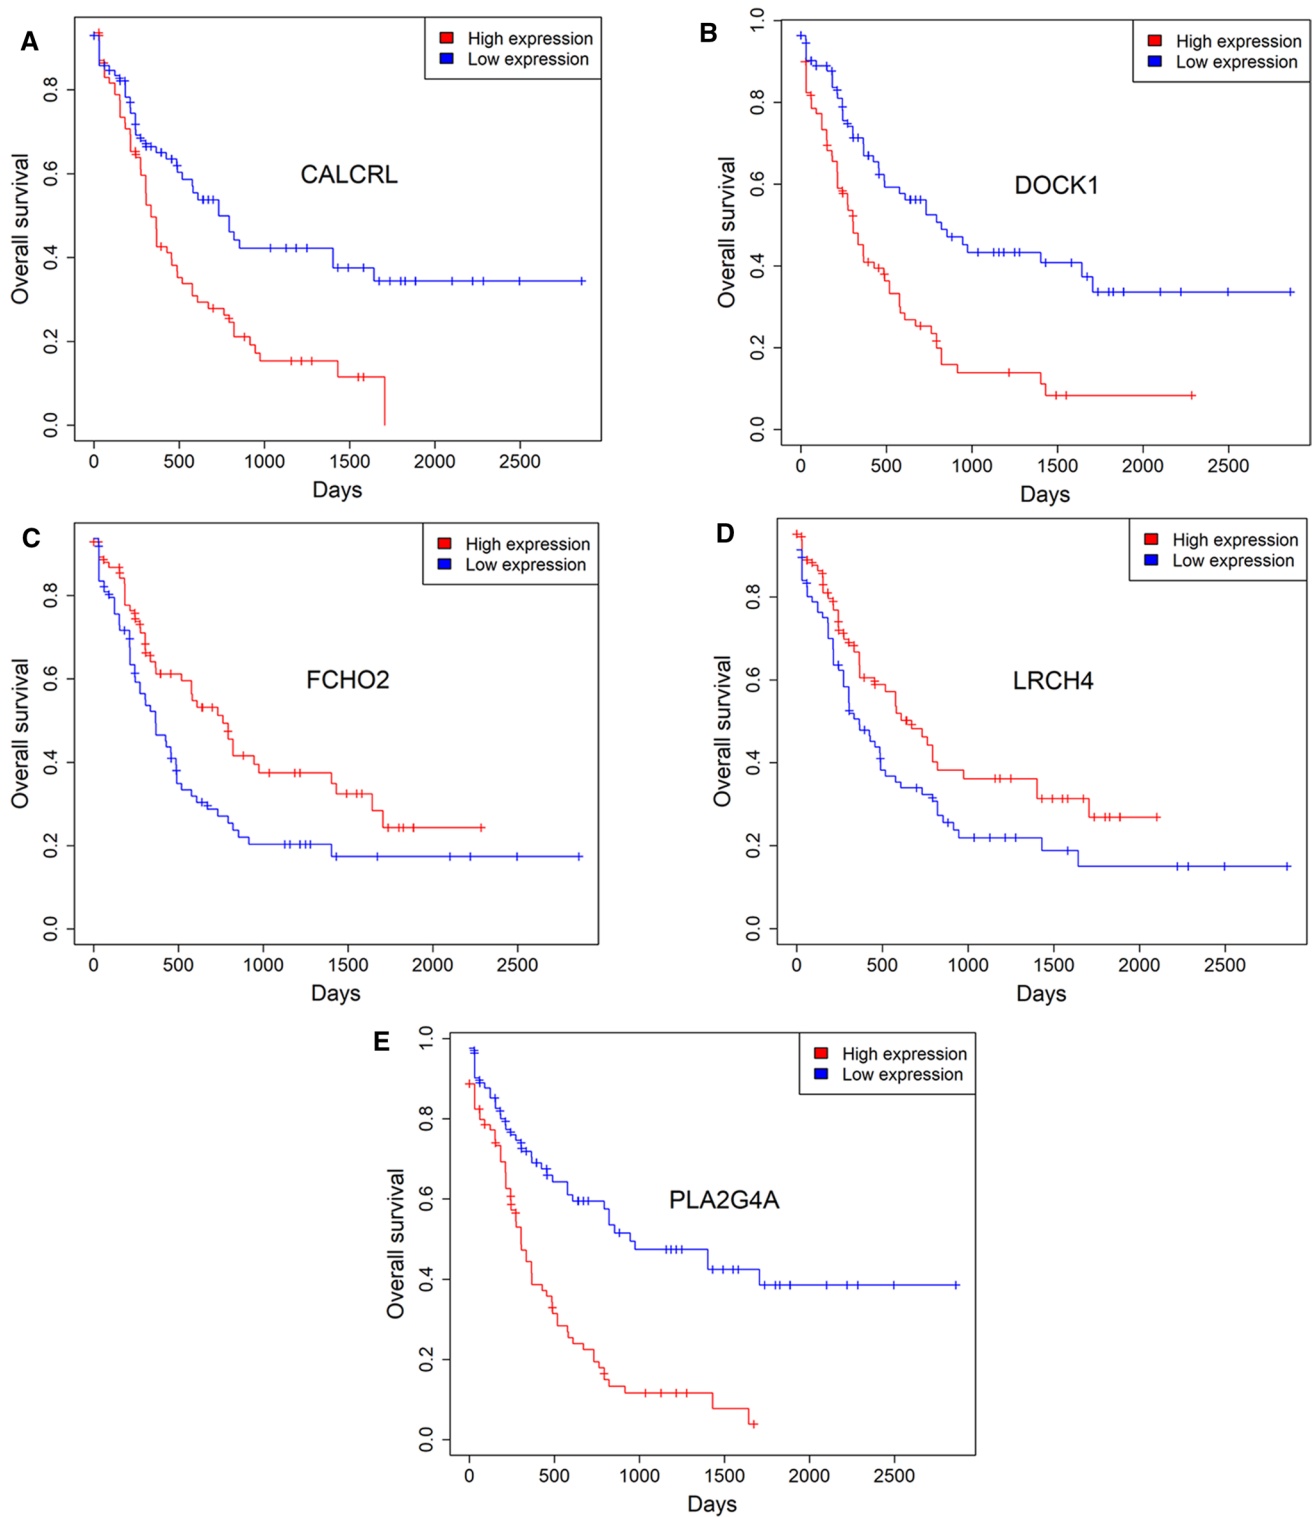 A
High expression
Low expression
CALCRL
Overall survival
0.0 0.2 0.4 0.6 0.8
0 500 1000 1500 2000 2500
Days
B
High expression
Low expression
DOCK1
Overall survival
0.0 0.2 0.4 0.6 0.8 1.0
0 500 1000 1500 2000 2500
Days
C
High expression
Low expression
FCHO2
Overall survival
0.0 0.2 0.4 0.6 0.8
0 500 1000 1500 2000 2500
Days
D
High expression
Low expression
LRCH4
Overall survival
0.0 0.2 0.4 0.6 0.8
0 500 1000 1500 2000 2500
Days
E
High expression
Low expression
PLA2G4A
Overall survival
0.0 0.2 0.4 0.6 0.8 1.0
0 500 1000 1500 2000 2500
Days